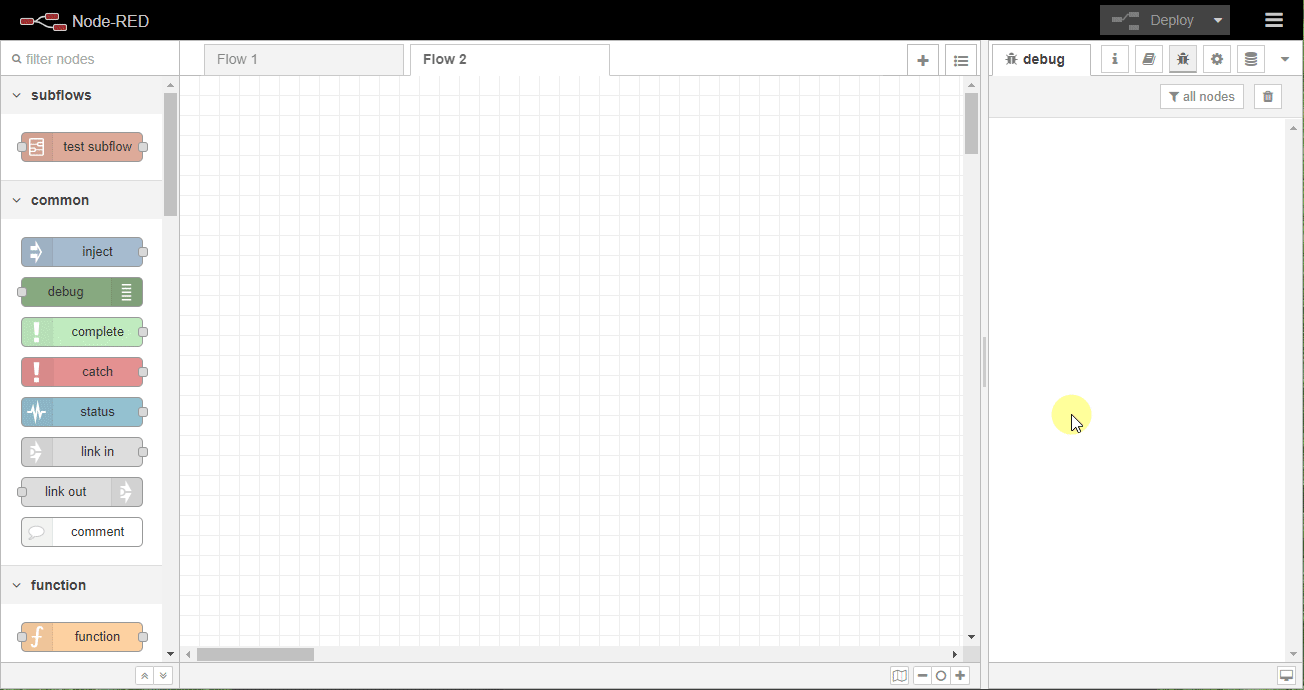 Node-RED
Deploy
filter nodes
Flow 1
Flow 2
debug
all nodes
subflows
test subflow
common
inject
debug
complete
catch
status
link in
link out
comment
function
function